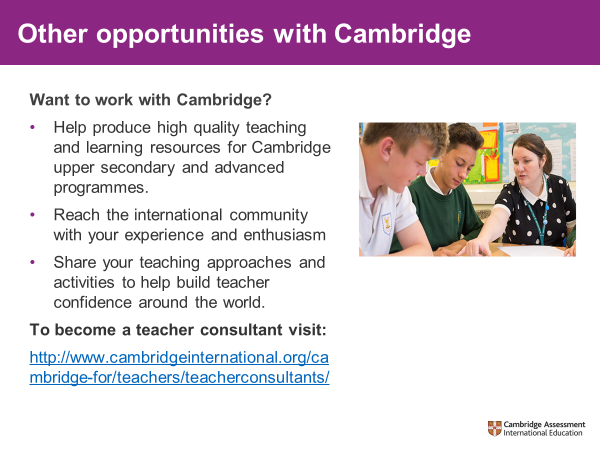 Other opportunities with Cambridge
Want to work with Cambridge?
• Help produce high quality teaching
and learning resources for Cambridge
upper secondary and advanced
programmes.
• Reach the international community
with your experience and enthusiasm
• Share your teaching approaches and
activities to help build teacher
confidence around the world.
To become a teacher consultant visit:
http://www.cambridgeinternational.org/ca
mbridge-for/teachers/teacherconsultants/
Cambridge Assessment
International Education